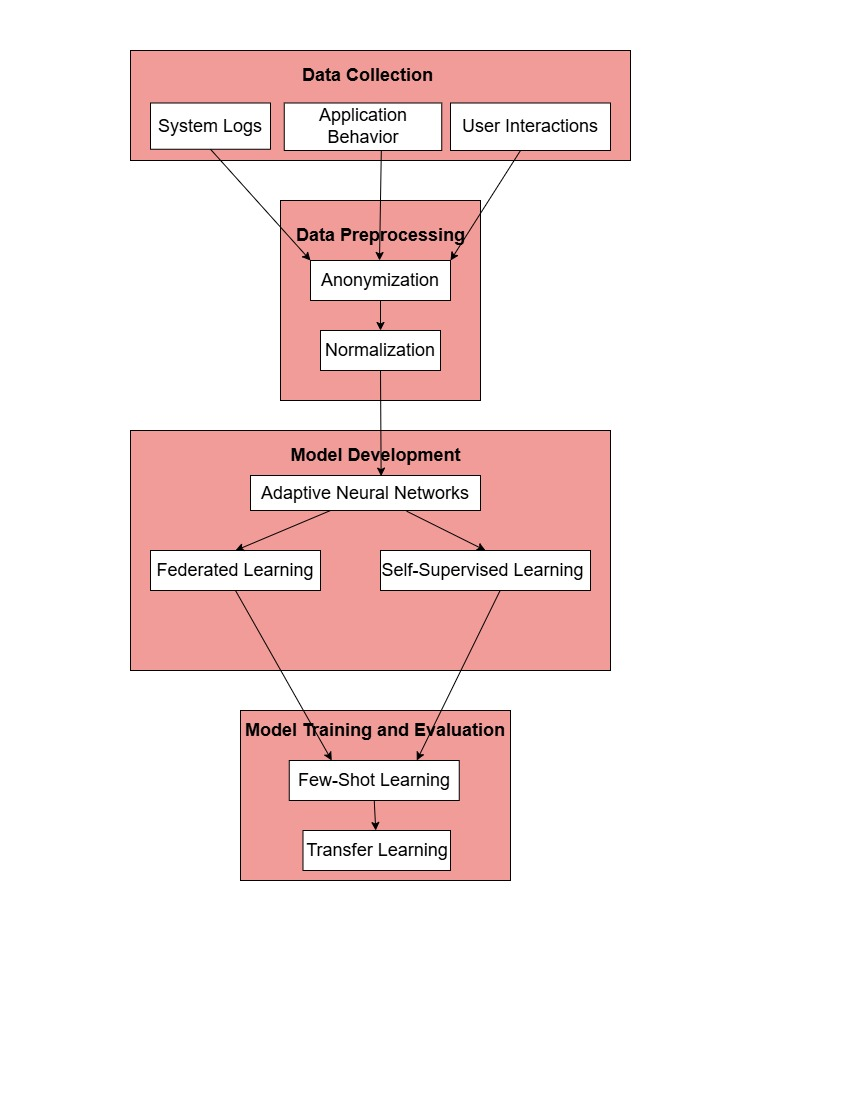 Data Collection
System Logs
Application
Behavior
User Interactions
Data Preprocessing
Anonymization
Normalization
Model Development
Adaptive Neural Networks
Federated Learning
Self-Supervised Learning
Model Training and Evaluation
Few-Shot Learning
Transfer Learning